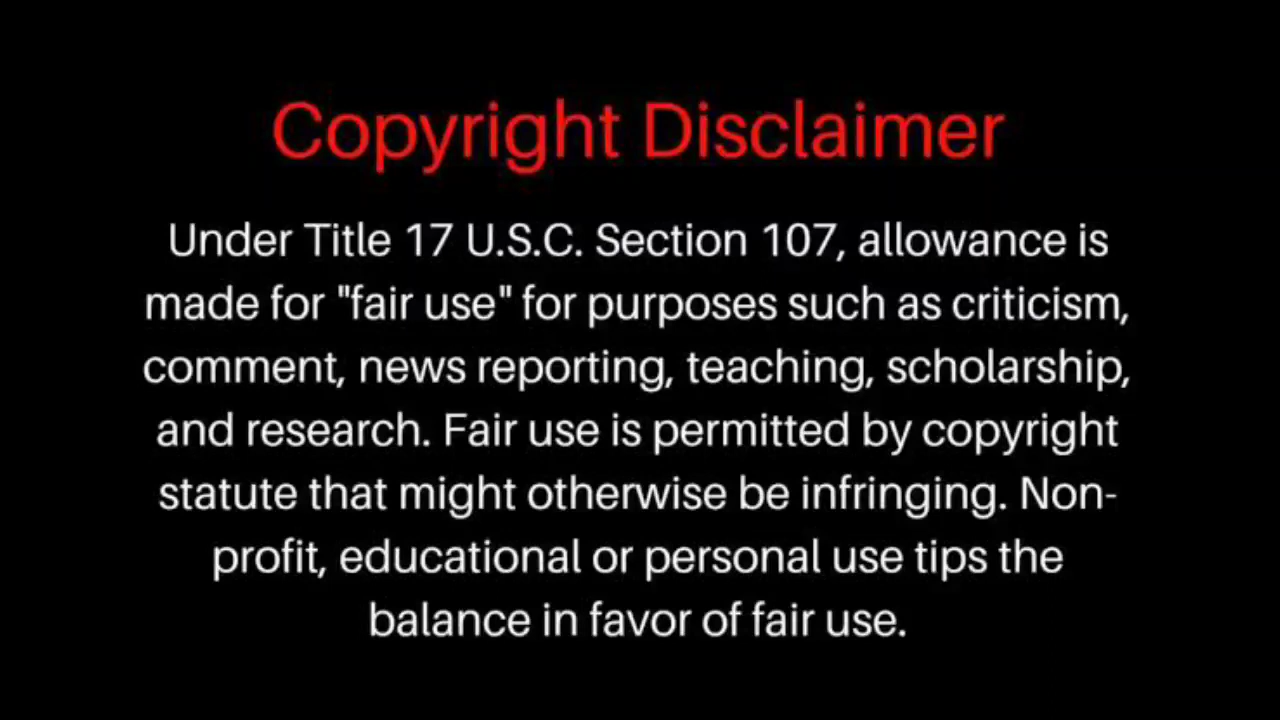 Copyright Disclaimer
Under Title 17 U.S.C. Section 107, allowance is
made for "fair use" for purposes such as criticism,
comment, news reporting, teaching, scholarship,
and research. Fair use is permitted by copyright
statute that might otherwise be infringing. Non-
profit, educational or personal use tips the
balance in favor of fair use.